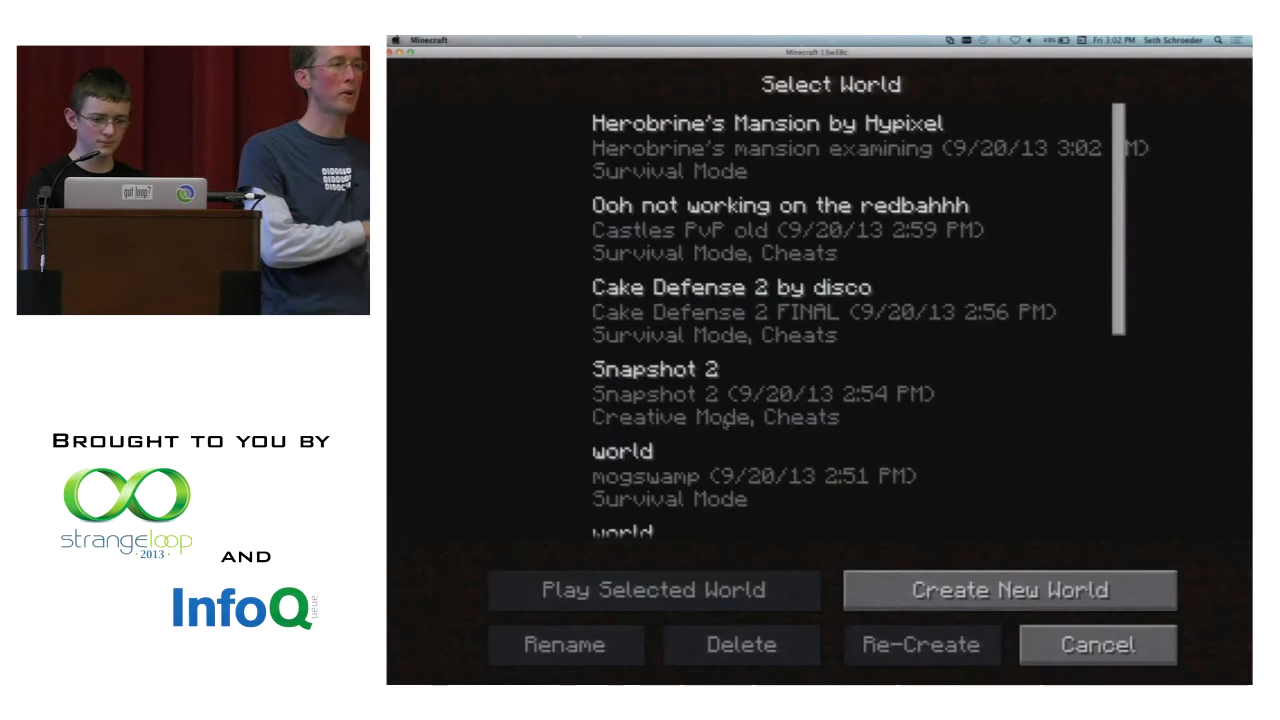 Minecraft
Fri 3:02 PM Seth Schroeder
Minecraft 13w38c
Select World
Herobrine's Mansion by Hypixel
Herobrine's mansion examining (9/20/13 3:02 PM)
Survival Mode
Ooh not working on the redbahhh
Castles PvP old (9/20/13 2:59 PM)
Survival Mode, Cheats
Cake Defense 2 by disco
Cake Defense 2 FINAL (9/20/13 2:56 PM)
Survival Mode, Cheats
Snapshot 2
Snapshot 2 (9/20/13 2:54 PM)
Creative Mode, Cheats
world
mogswamp (9/20/13 2:51 PM)
Survival Mode
world
Play Selected World
Create New World
Rename
Delete
Re-Create
Cancel
got loop?
BROUGHT TO YOU BY
strangeloop
·2013·
AND
InfoQ